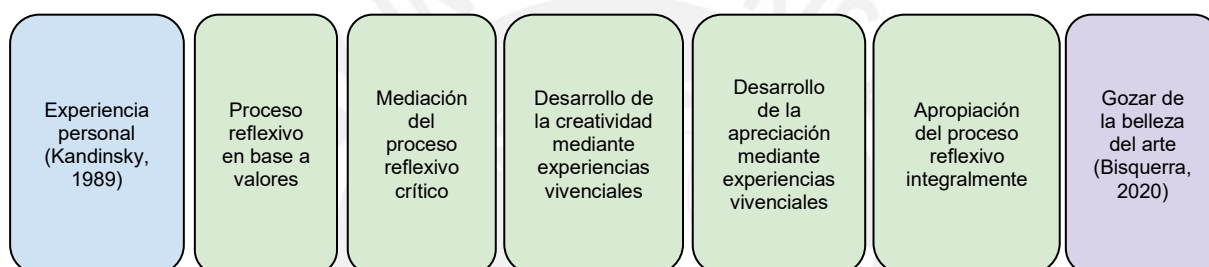 Experiencia
personal
(Kandinsky,
1989)
Proceso
reflexivo
en base a
valores
Mediación
del
proceso
reflexivo
crítico
Desarrollo de
la creatividad
mediante
experiencias
vivenciales
Desarrollo
de la
apreciación
mediante
experiencias
vivenciales
Apropiación
del proceso
reflexivo
integralmente
Gozar de
la belleza
del arte
(Bisquerra,
2020)